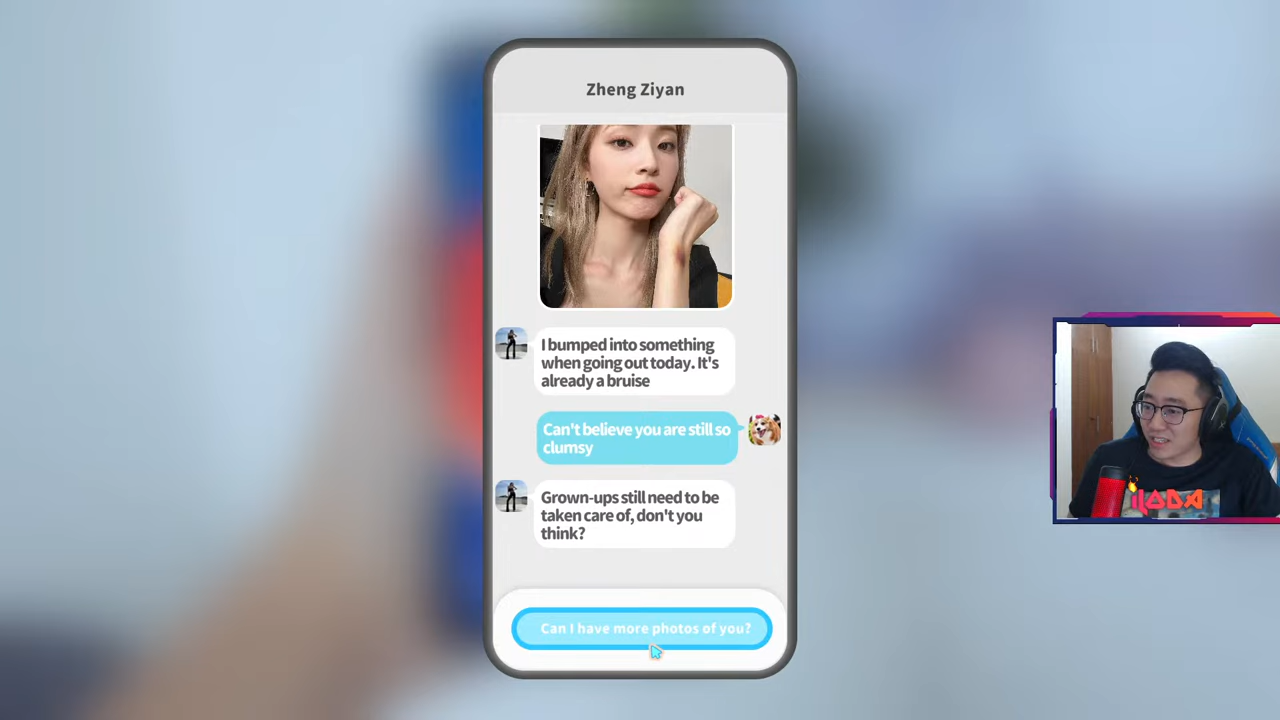 Zheng Ziyan
I bumped into something
when going out today. It's
already a bruise
Can't believe you are still so
clumsy
Grown-ups still need to be
taken care of, don't you
think?
Can I have more photos of you?